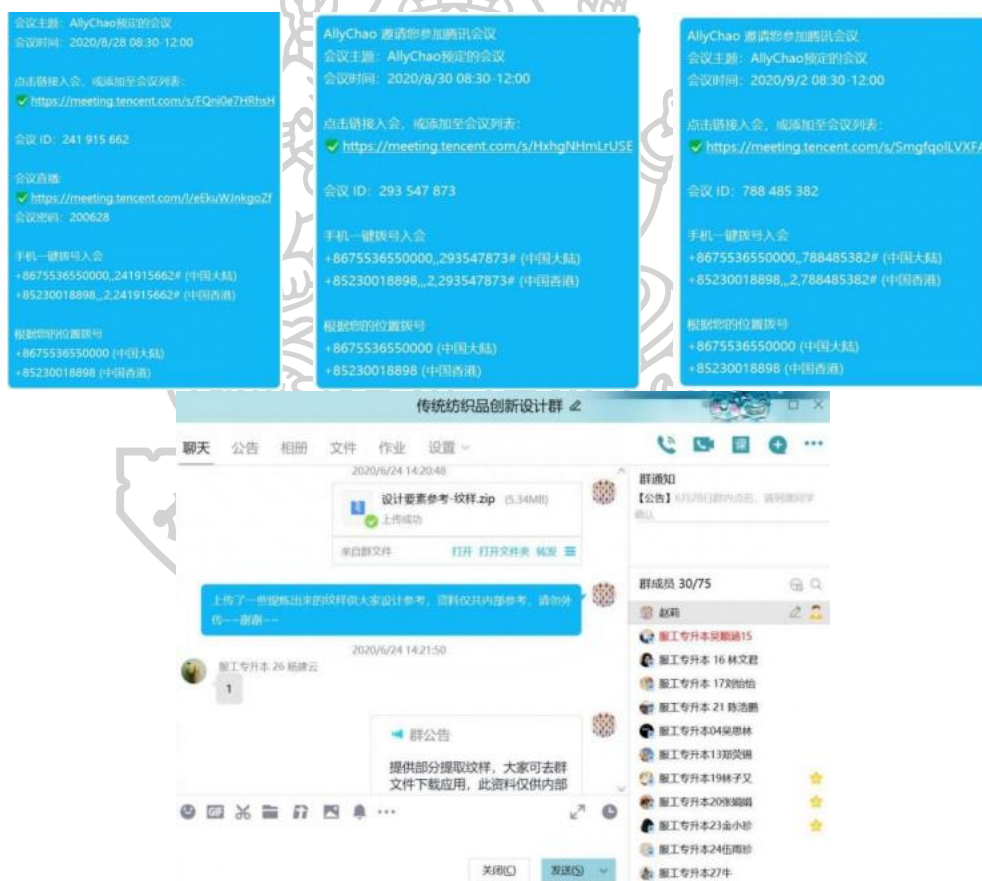 会议主题：AllyChao预定的会议
会议时间：2020/8/28 08:30-12:00
点击链接入会，或添加至会议列表：
https://meeting.tencent.com/s/FQni0e7HRhsH
会议 ID：241 915 662
会议直播:
https://meeting.tencent.com/l/eEkuWJnkgoZf
会议密码：200628
手机一键拨号入会
+8675536550000,,241915662# (中国大陆)
+85230018898,,,2,241915662# (中国香港)
根据您的位置拨号
+8675536550000 (中国大陆)
+85230018898 (中国香港)
AllyChao 邀请您参加腾讯会议
会议主题：AllyChao预定的会议
会议时间：2020/8/30 08:30-12:00
点击链接入会，或添加至会议列表：
https://meeting.tencent.com/s/HxhgNHmLrUSE
会议 ID：293 547 873
手机一键拨号入会
+8675536550000,,293547873# (中国大陆)
+85230018898,,,2,293547873# (中国香港)
根据您的位置拨号
+8675536550000 (中国大陆)
+85230018898 (中国香港)
AllyChao 邀请您参加腾讯会议
会议主题：AllyChao预定的会议
会议时间：2020/9/2 08:30-12:00
点击链接入会，或添加至会议列表：
https://meeting.tencent.com/s/SmgfqolLVXFA
会议 ID：788 485 382
手机一键拨号入会
+8675536550000,,788485382# (中国大陆)
+85230018898,,,2,788485382# (中国香港)
根据您的位置拨号
+8675536550000 (中国大陆)
+85230018898 (中国香港)
传统纺织品创新设计群
聊天 公告 相册 文件 作业 设置
2020/6/24 14:20:48
设计要素参考-纹样.zip (5.34MB)
上传成功
来自群文件 打开 打开文件夹 转发
上传了一些提炼出来的纹样供大家设计参考，资料仅共内部参考，请勿外
传~~谢谢~~
2020/6/24 14:21:50
服工专升本 26 杨建云
1
群公告
提供部分提取纹样，大家可去群
文件下载应用，此资料仅供内部
关闭(C) 发送(S)
群通知
【公告】6月28日群内点名，请到课同学
确认
群成员 30/75
赵莉
服工专升本吴顺涵15
服工专升本 16 林文君
服工专升本 17刘怡怡
服工专升本 21 陈浩鹏
服工专升本04吴思林
服工专升本13郑荣锦
服工专升本19林子又
服工专升本20张娟娟
服工专升本23金小珍
服工专升本24伍雨珍
服工专升本27牛